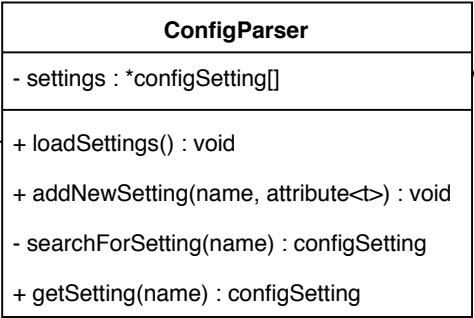 ConfigParser
- settings : *configSetting[]
+ loadSettings() : void
+ addNewSetting(name, attribute<t>) : void
- searchForSetting(name) : configSetting
+ getSetting(name) : configSetting